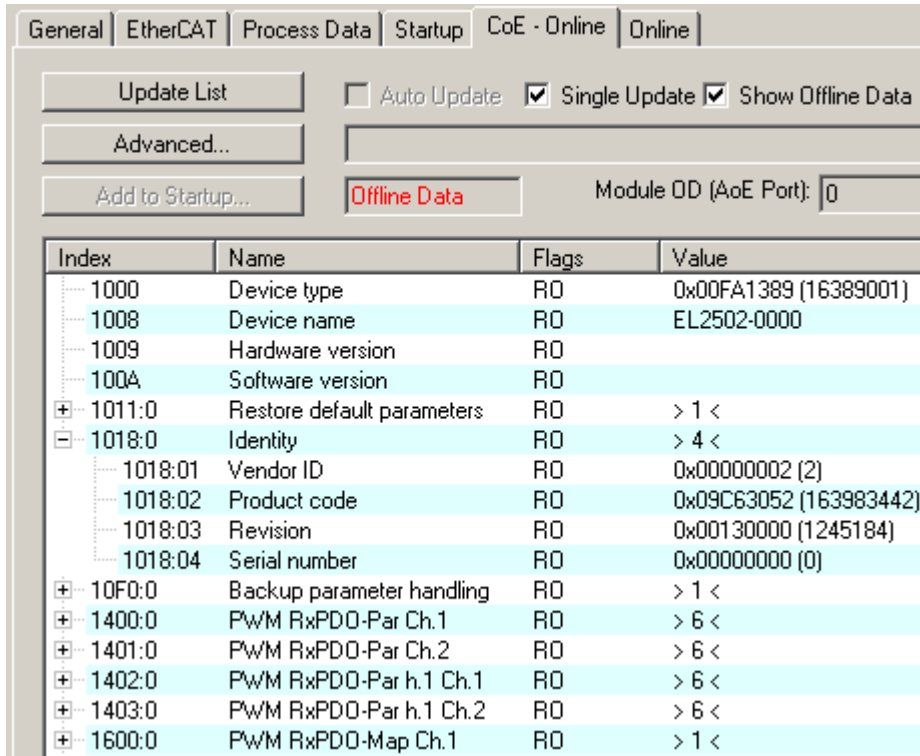 General EtherCAT Process Data Startup CoE - Online Online
Update List Auto Update Single Update Show Offline Data
Advanced...
Add to Startup... Offline Data Module OD (AoE Port): 0
Index Name Flags Value
1000 Device type RO 0x00FA1389 (16389001)
1008 Device name RO EL2502-0000
1009 Hardware version RO
100A Software version RO
1011:0 Restore default parameters RO > 1 <
1018:0 Identity RO > 4 <
1018:01 Vendor ID RO 0x00000002 (2)
1018:02 Product code RO 0x09C63052 (163983442)
1018:03 Revision RO 0x00130000 (1245184)
1018:04 Serial number RO 0x00000000 (0)
10F0:0 Backup parameter handling RO > 1 <
1400:0 PWM RxPDO-Par Ch.1 RO > 6 <
1401:0 PWM RxPDO-Par Ch.2 RO > 6 <
1402:0 PWM RxPDO-Par h.1 Ch.1 RO > 6 <
1403:0 PWM RxPDO-Par h.1 Ch.2 RO > 6 <
1600:0 PWM RxPDO-Map Ch.1 RO > 1 <